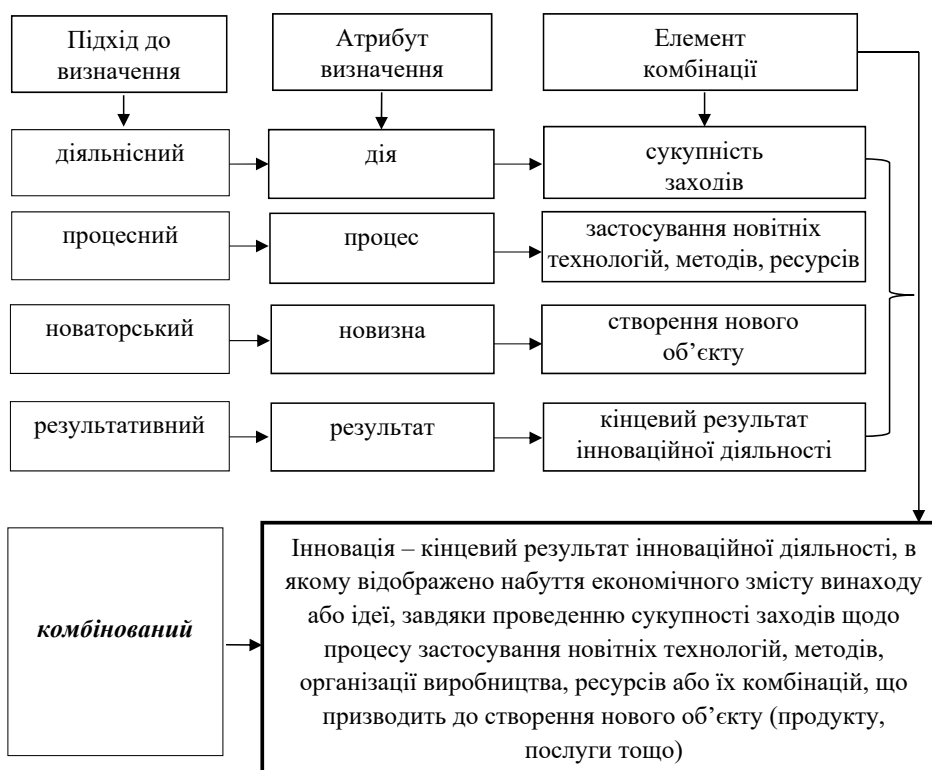 Підхід до
визначення
Атрибут
визначення
Елемент
комбінації
діяльнісний
дія
сукупність
заходів
процесний
процес
застосування новітніх
технологій, методів, ресурсів
новаторський
новизна
створення нового
об’єкту
результативний
результат
кінцевий результат
інноваційної діяльності
комбінований
Інновація – кінцевий результат інноваційної діяльності, в
якому відображено набуття економічного змісту винаходу
або ідеї, завдяки проведенню сукупності заходів щодо
процесу застосування новітніх технологій, методів,
організації виробництва, ресурсів або їх комбінацій, що
призводить до створення нового об’єкту (продукту,
послуги тощо)